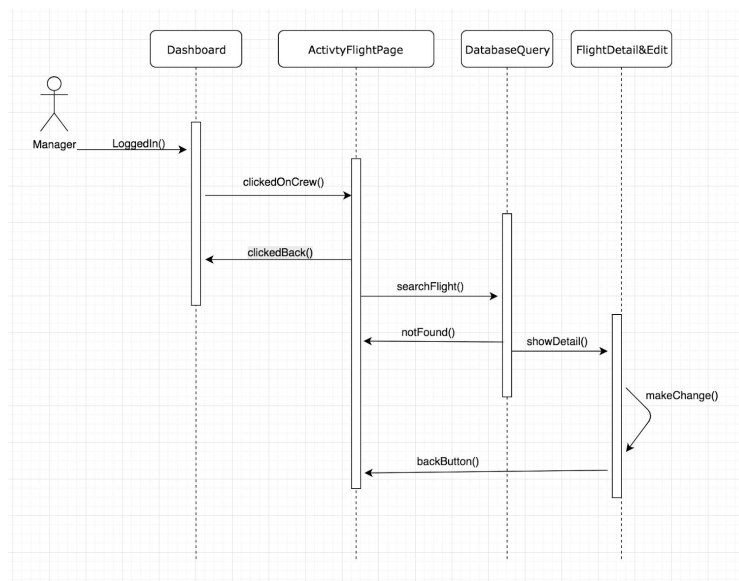 Dashboard
ActivtyFlightPage
DatabaseQuery
FlightDetail&Edit
Manager
LoggedIn()
clickedOnCrew()
clickedBack()
searchFlight()
notFound()
showDetail()
makeChange()
backButton()